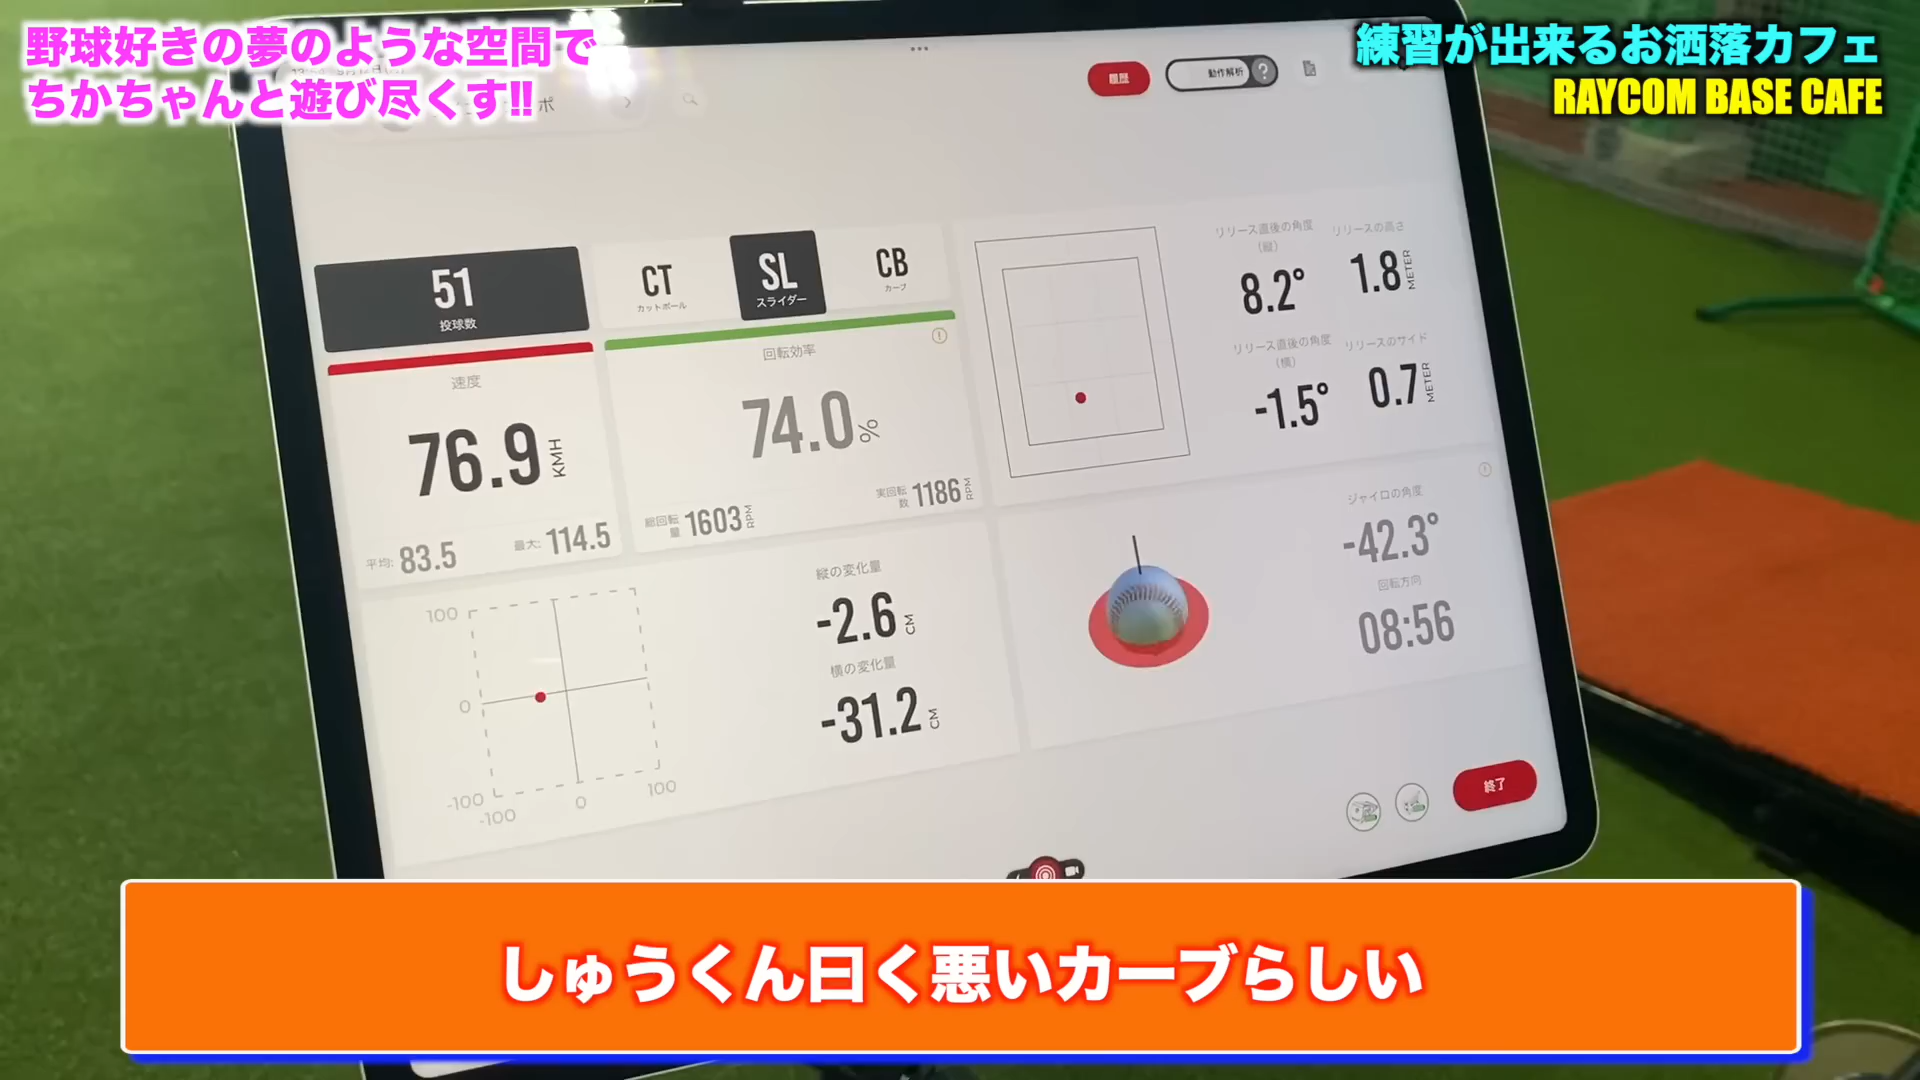 野球好きの夢のような空間で
ちかちゃんと遊び尽くす!!
練習が出来るお洒落カフェ
RAYCOM BASE CAFE
履歴
動作解析 ?
51
投球数
CT
カットボール
SL
スライダー
CB
カーブ
速度
76.9 KMH
平均: 83.5 最大: 114.5
回転効率
74.0 %
総回転量 1603 RPM
実回転数 1186 RPM
リリース直後の角度
(縦)
8.2°
リリースの高さ
1.8 METER
リリース直後の角度
(横)
-1.5°
リリースのサイド
0.7 METER
100
0
-100
-100 0 100
縦の変化量
-2.6 CM
横の変化量
-31.2 CM
ジャイロの角度
-42.3°
回転方向
08:56
終了
しゅうくん曰く悪いカーブらしい